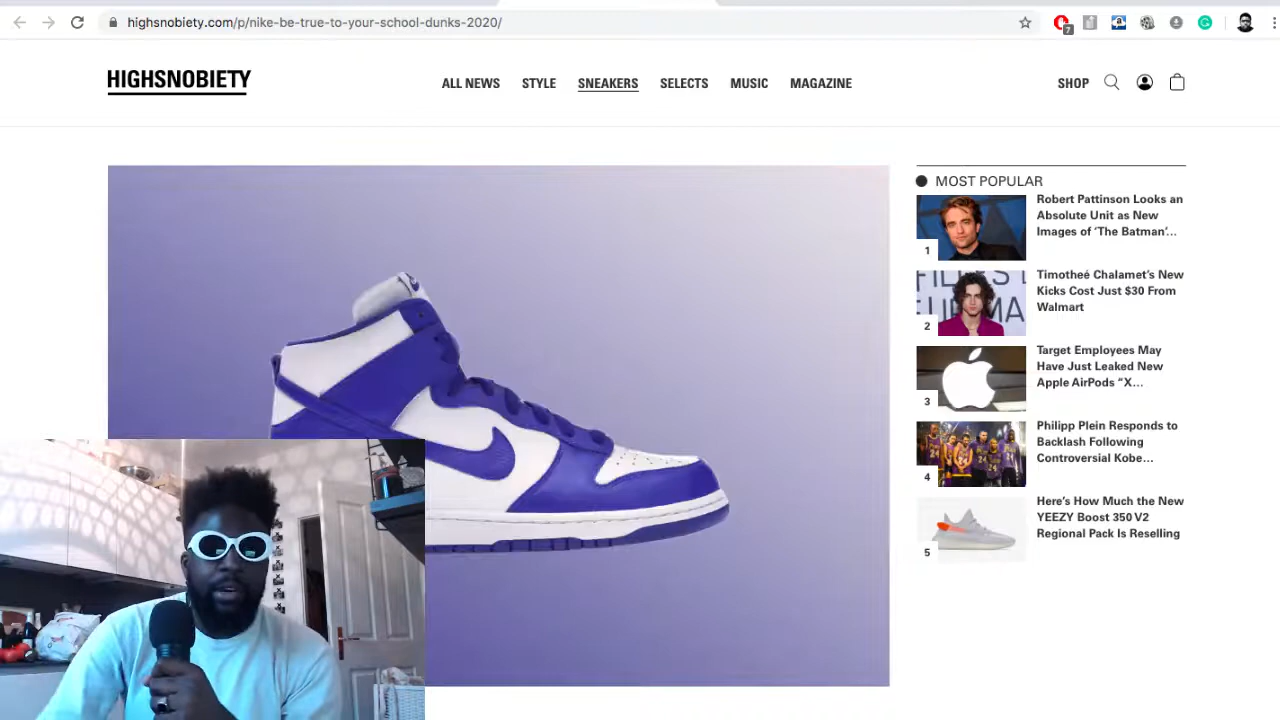 highsnobiety.com/p/nike-be-true-to-your-school-dunks-2020/
7
HIGHSNOBIETY
ALL NEWS STYLE SNEAKERS SELECTS MUSIC MAGAZINE
SHOP
MOST POPULAR
Robert Pattinson Looks an
Absolute Unit as New
Images of ‘The Batman’...
1
Timotheé Chalamet’s New
Kicks Cost Just $30 From
Walmart
2
Target Employees May
Have Just Leaked New
Apple AirPods “X...
3
Philipp Plein Responds to
Backlash Following
Controversial Kobe...
4
Here’s How Much the New
YEEZY Boost 350 V2
Regional Pack Is Reselling
5